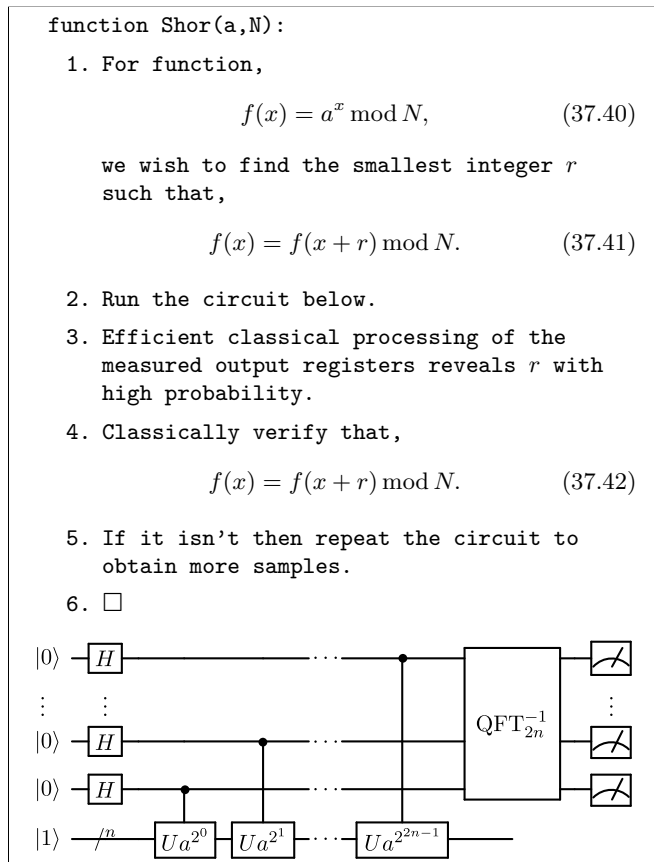 function Shor(a,N):
1. For function,
f(x) = a^x mod N, (37.40)
we wish to find the smallest integer r
such that,
f(x) = f(x + r) mod N. (37.41)
2. Run the circuit below.
3. Efficient classical processing of the
measured output registers reveals r with
high probability.
4. Classically verify that,
f(x) = f(x + r) mod N. (37.42)
5. If it isn't then repeat the circuit to
obtain more samples.
6. □
|0⟩ H ···
⋮ ⋮ QFT_{2n}^{-1} ⋮
|0⟩ H ···
|0⟩ H
|1⟩ /^n Ua^{2^0} Ua^{2^1} ··· Ua^{2^{2n-1}}